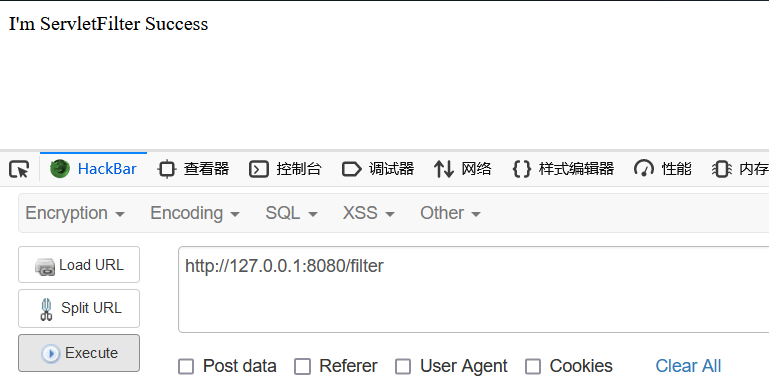 I'm ServletFilter Success
HackBar 查看器 控制台 调试器 网络 样式编辑器 性能 内存
Encryption Encoding SQL XSS Other
Load URL http://127.0.0.1:8080/filter
Split URL
Execute
Post data Referer User Agent Cookies Clear All